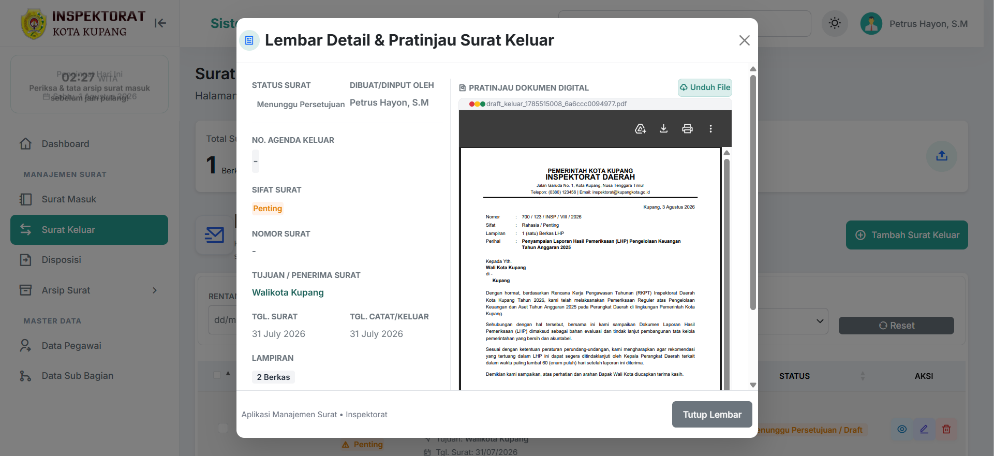 INSPEKTORAT
KOTA KUPANG
Petrus Hayon, S.M
02:27 WITA
Periksa & tata arsip surat masuk
sebelum jam pulang!
Dashboard
MANAJEMEN SURAT
Surat Masuk
Surat Keluar
Disposisi
Arsip Surat
MASTER DATA
Data Pegawai
Data Sub Bagian
Total Su
1
Tambah Surat Keluar
RENTA
dd/m
Reset
STATUS
AKSI
enunggu Persetujuan / Draft
Penting
Tujuan: Walikota Kupang
Tgl. Surat: 31/07/2026
Lembar Detail & Pratinjau Surat Keluar
STATUS SURAT
Menunggu Persetujuan
DIBUAT/DINPUT OLEH
Petrus Hayon, S.M
NO. AGENDA KELUAR
-
SIFAT SURAT
Penting
NOMOR SURAT
-
TUJUAN / PENERIMA SURAT
Walikota Kupang
TGL. SURAT
31 July 2026
TGL. CATAT/KELUAR
31 July 2026
LAMPIRAN
2 Berkas
PRATINJAU DOKUMEN DIGITAL
Unduh File
draft_keluar_1785515008_6a6ccc0094977.pdf
PEMERINTAH KOTA KUPANG
INSPEKTORAT DAERAH
Jalan Garuda No. 1, Kota Kupang, Nusa Tenggara Timur
Telepon: (0380) 123456 | Email: inspektorat@kupangkota.go.id
Kupang, 3 Agustus 2026
Nomor : 700 / 123 / INSP / VIII / 2026
Sifat : Rahasia / Penting
Lampiran : 1 (satu) Berkas LHP
Perihal : Penyampaian Laporan Hasil Pemeriksaan (LHP) Pengelolaan Keuangan
Tahun Anggaran 2025
Kepada Yth.
Wali Kota Kupang
di -
Kupang
Dengan hormat, berdasarkan Rencana Kerja Pengawasan Tahunan (RKPT) Inspektorat Daerah
Kota Kupang Tahun 2026, kami telah melaksanakan Pemeriksaan Reguler atas Pengelolaan
Keuangan dan Aset Tahun Anggaran 2025 pada Perangkat Daerah di lingkungan Pemerintah Kota
Kupang.
Sehubungan dengan hal tersebut, bersama ini kami sampaikan Dokumen Laporan Hasil
Pemeriksaan (LHP) dimaksud sebagai bahan evaluasi dan tindak lanjut pembangunan tata kelola
pemerintahan yang bersih dan akuntabel.
Sesuai dengan ketentuan peraturan perundang-undangan, kami mengharapkan agar rekomendasi
yang tertuang dalam LHP ini dapat segera ditindaklanjuti oleh Kepala Perangkat Daerah terkait
dalam waktu paling lambat 60 (enam puluh) hari setelah laporan ini diterima.
Demikian kami sampaikan, atas perhatian dan arahan Bapak Wali Kota diucapkan terima kasih.
Aplikasi Manajemen Surat • Inspektorat
Tutup Lembar